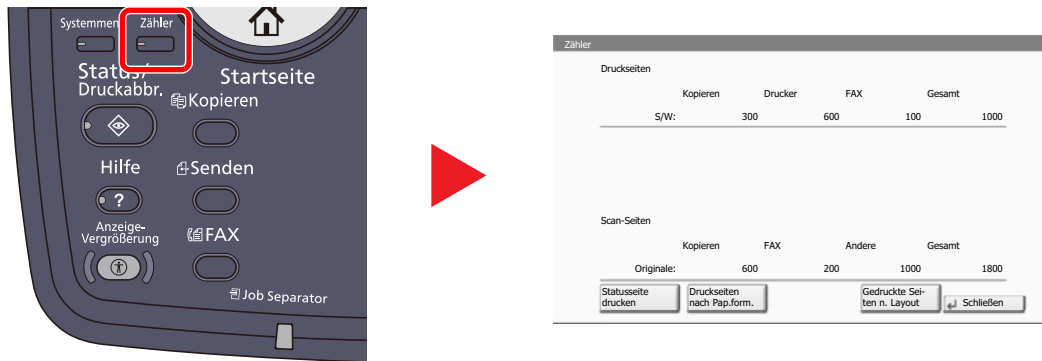 Systemmen
Zähler
Status/
Druckabbr.
Startseite
Kopieren
Hilfe
Senden
?
Anzeige-
Vergrößerung
FAX
Job Separator
Zähler
Druckseiten
Kopieren Drucker FAX Gesamt
S/W: 300 600 100 1000
Scan-Seiten
Kopieren FAX Andere Gesamt
Originale: 600 200 1000 1800
Statusseite
drucken
Druckseiten
nach Pap.form.
Gedruckte Sei-
ten n. Layout
Schließen